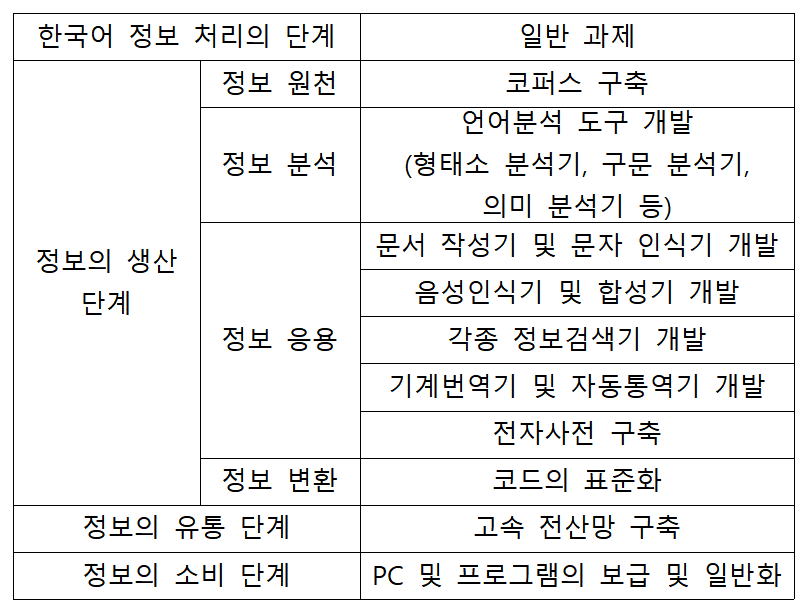 한국어 정보 처리의 단계
일반 과제
정보의 생산
단계
정보 원천
코퍼스 구축
정보 분석
언어분석 도구 개발
(형태소 분석기, 구문 분석기,
의미 분석기 등)
정보 응용
문서 작성기 및 문자 인식기 개발
음성인식기 및 합성기 개발
각종 정보검색기 개발
기계번역기 및 자동통역기 개발
전자사전 구축
정보 변환
코드의 표준화
정보의 유통 단계
고속 전산망 구축
정보의 소비 단계
PC 및 프로그램의 보급 및 일반화